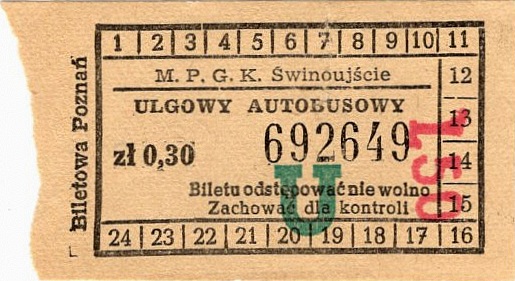 1 2 3 4 5 6 7 8 9 10 11
M. P. G. K. Świnoujście
12
ULGOWY AUTOBUSOWY
13
zł 0,30
692649
14
U
Biletu odstępować nie wolno
Zachować dla kontroli
15
24 23 22 21 20 19 18 17 16
Biletowa Poznań
L
1.50